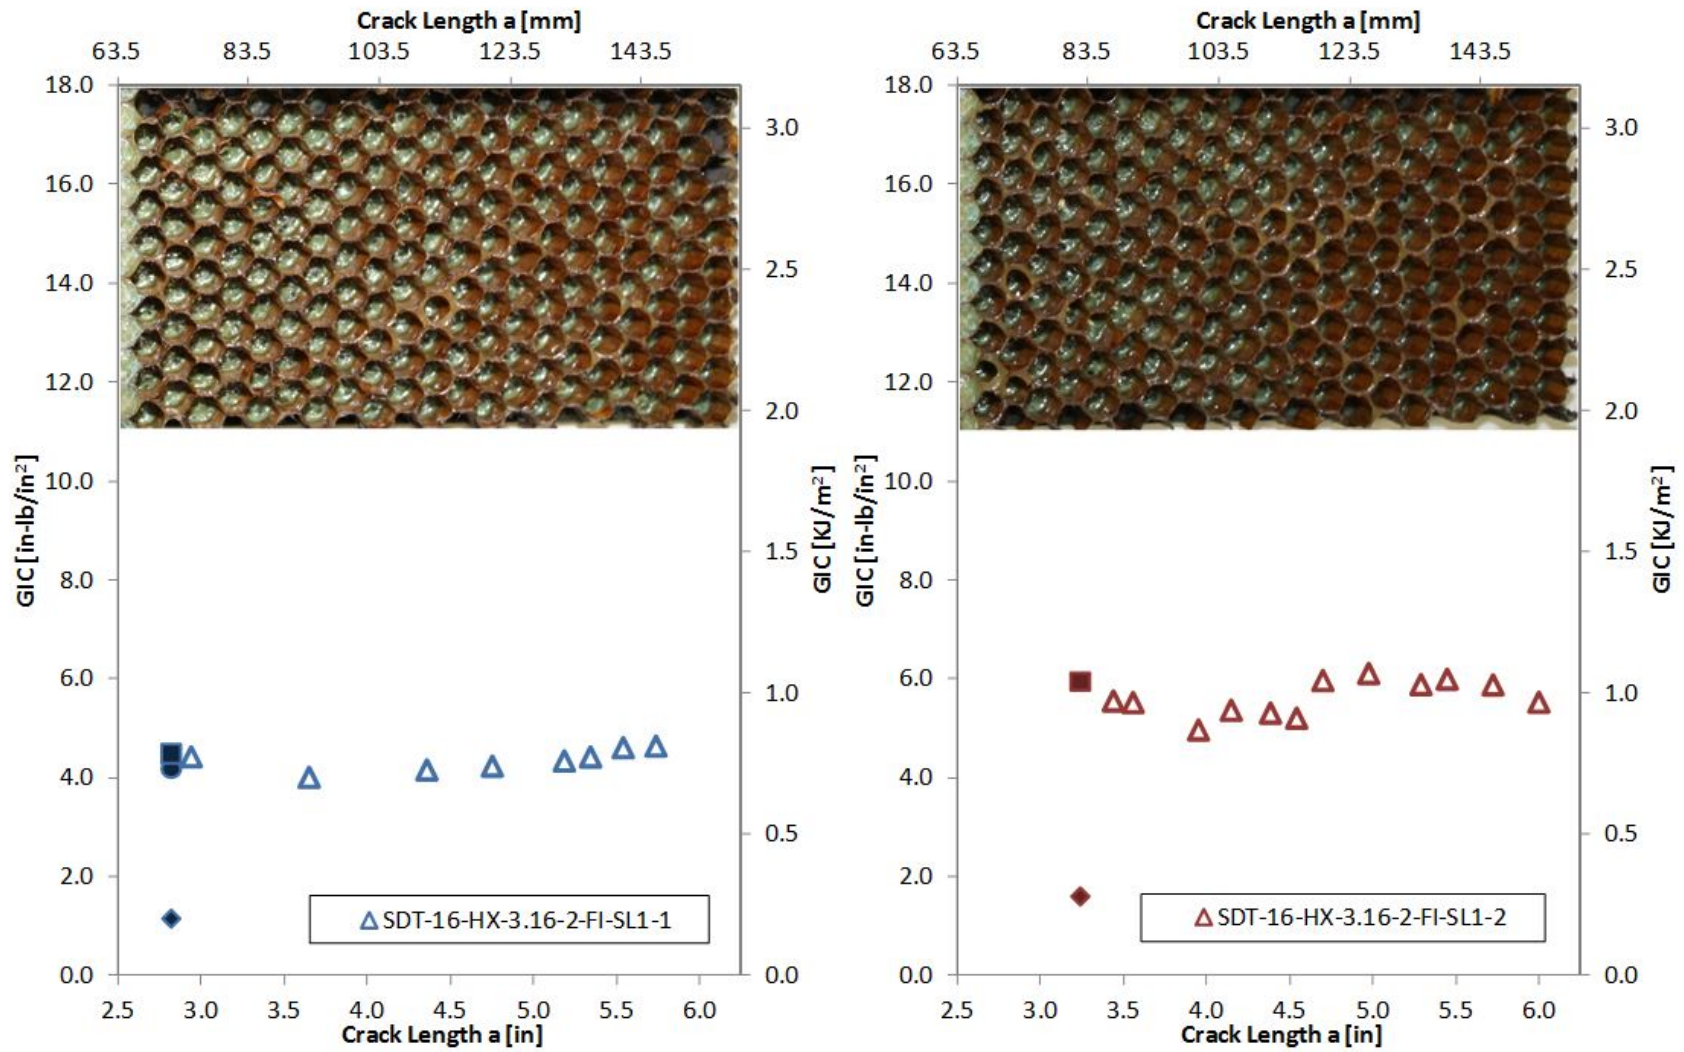 Crack Length a [mm]
63.5 83.5 103.5 123.5 143.5
18.0
16.0
14.0
12.0
10.0
8.0
6.0
4.0
2.0
0.0
GIC [in-lb/in²]
3.0
2.5
2.0
1.5
1.0
0.5
0.0
GIC [KJ/m²]
SDT-16-HX-3.16-2-FI-SL1-1
2.5 3.0 3.5 4.0 4.5 5.0 5.5 6.0
Crack Length a [in]
Crack Length a [mm]
63.5 83.5 103.5 123.5 143.5
18.0
16.0
14.0
12.0
10.0
8.0
6.0
4.0
2.0
0.0
GIC [in-lb/in²]
3.0
2.5
2.0
1.5
1.0
0.5
0.0
GIC [KJ/m²]
SDT-16-HX-3.16-2-FI-SL1-2
2.5 3.0 3.5 4.0 4.5 5.0 5.5 6.0
Crack Length a [in]